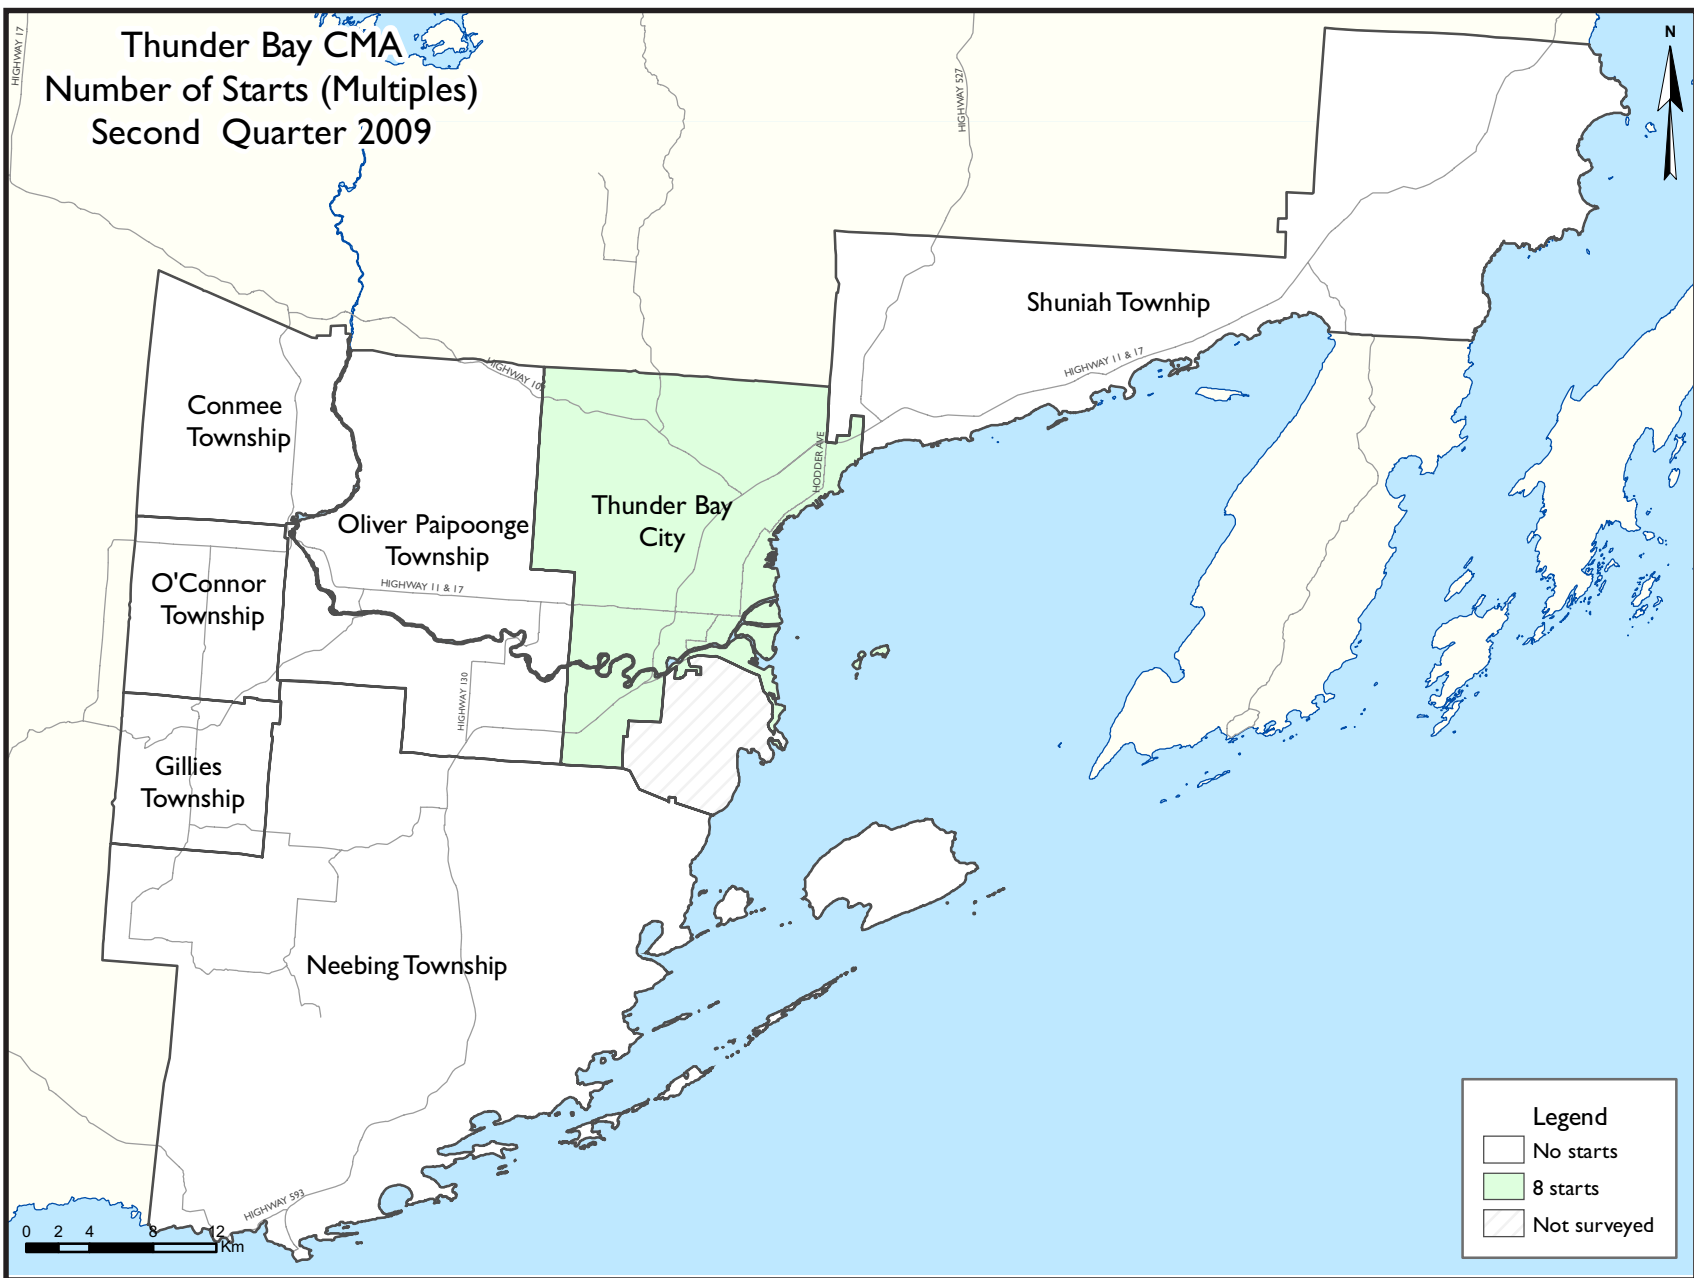 Thunder Bay CMA
Number of Starts (Multiples)
Second Quarter 2009
N
HIGHWAY 17
HIGHWAY 527
Shuniah Townhip
HIGHWAY 11 & 17
HIGHWAY 10
Conmee
Township
HODDER AVE
Thunder Bay
City
Oliver Paipoonge
Township
O'Connor
Township
HIGHWAY 11 & 17
HIGHWAY 130
Gillies
Township
Neebing Township
HIGHWAY 593
0 2 4 8 12
Km
Legend
No starts
8 starts
Not surveyed